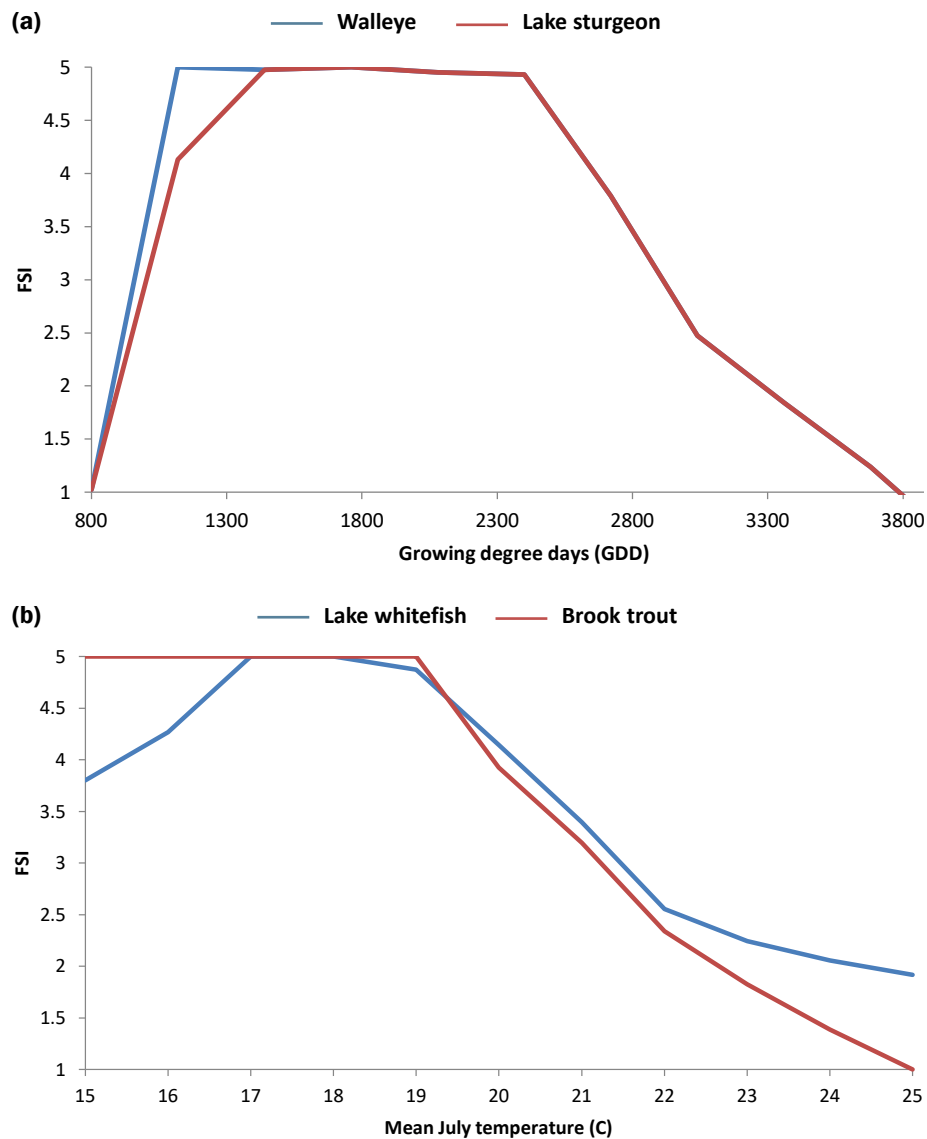 (a)
Walleye Lake sturgeon
5
4.5
4
3.5
3
2.5
2
1.5
1
FSI
800 1300 1800 2300 2800 3300 3800
Growing degree days (GDD)
(b)
Lake whitefish Brook trout
5
4.5
4
3.5
3
2.5
2
1.5
1
FSI
15 16 17 18 19 20 21 22 23 24 25
Mean July temperature (C)